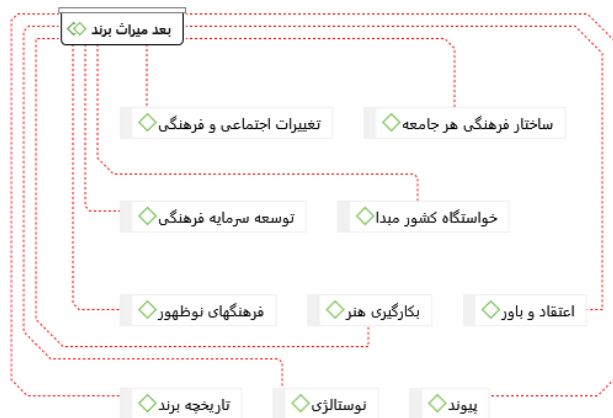 بعد میراث برند
ساختار فرهنگی هر جامعه
تغییرات اجتماعی و فرهنگی
خواستگاه کشور مبدا
توسعه سرمایه فرهنگی
اعتقاد و باور
بکارگیری هنر
فرهنگهای نوظهور
پیوند
نوستالژی
تاریخچه برند